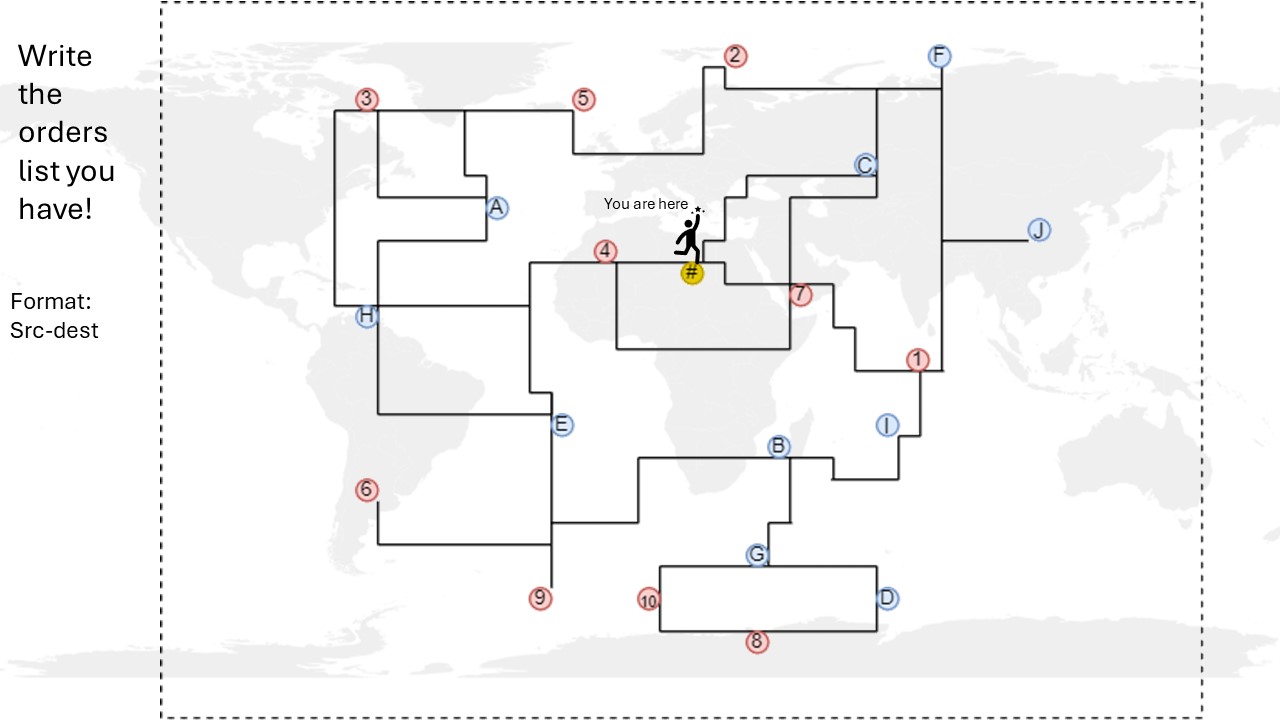 Write
the
orders
list you
have!
Format:
Src-dest
2
F
3
5
C
You are here
A
J
4
#
7
H
1
E
I
B
6
G
9
10
D
8